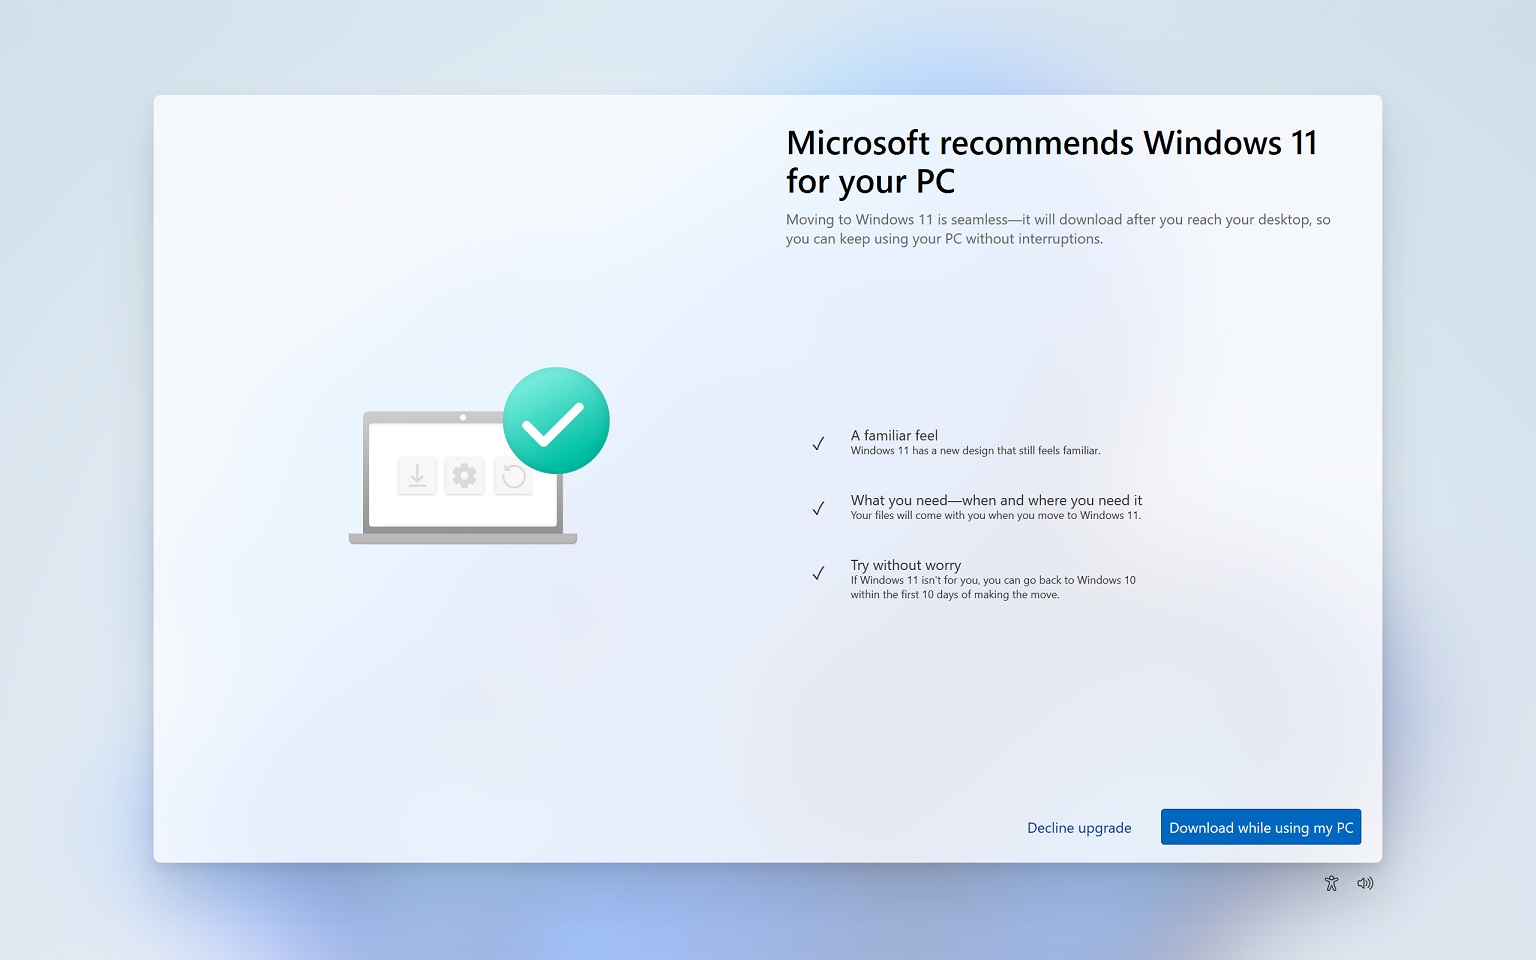 Microsoft recommends Windows 11
for your PC
Moving to Windows 11 is seamless—it will download after you reach your desktop, so
you can keep using your PC without interruptions.
A familiar feel
Windows 11 has a new design that still feels familiar.
What you need—when and where you need it
Your files will come with you when you move to Windows 11.
Try without worry
If Windows 11 isn't for you, you can go back to Windows 10
within the first 10 days of making the move.
Decline upgrade
Download while using my PC